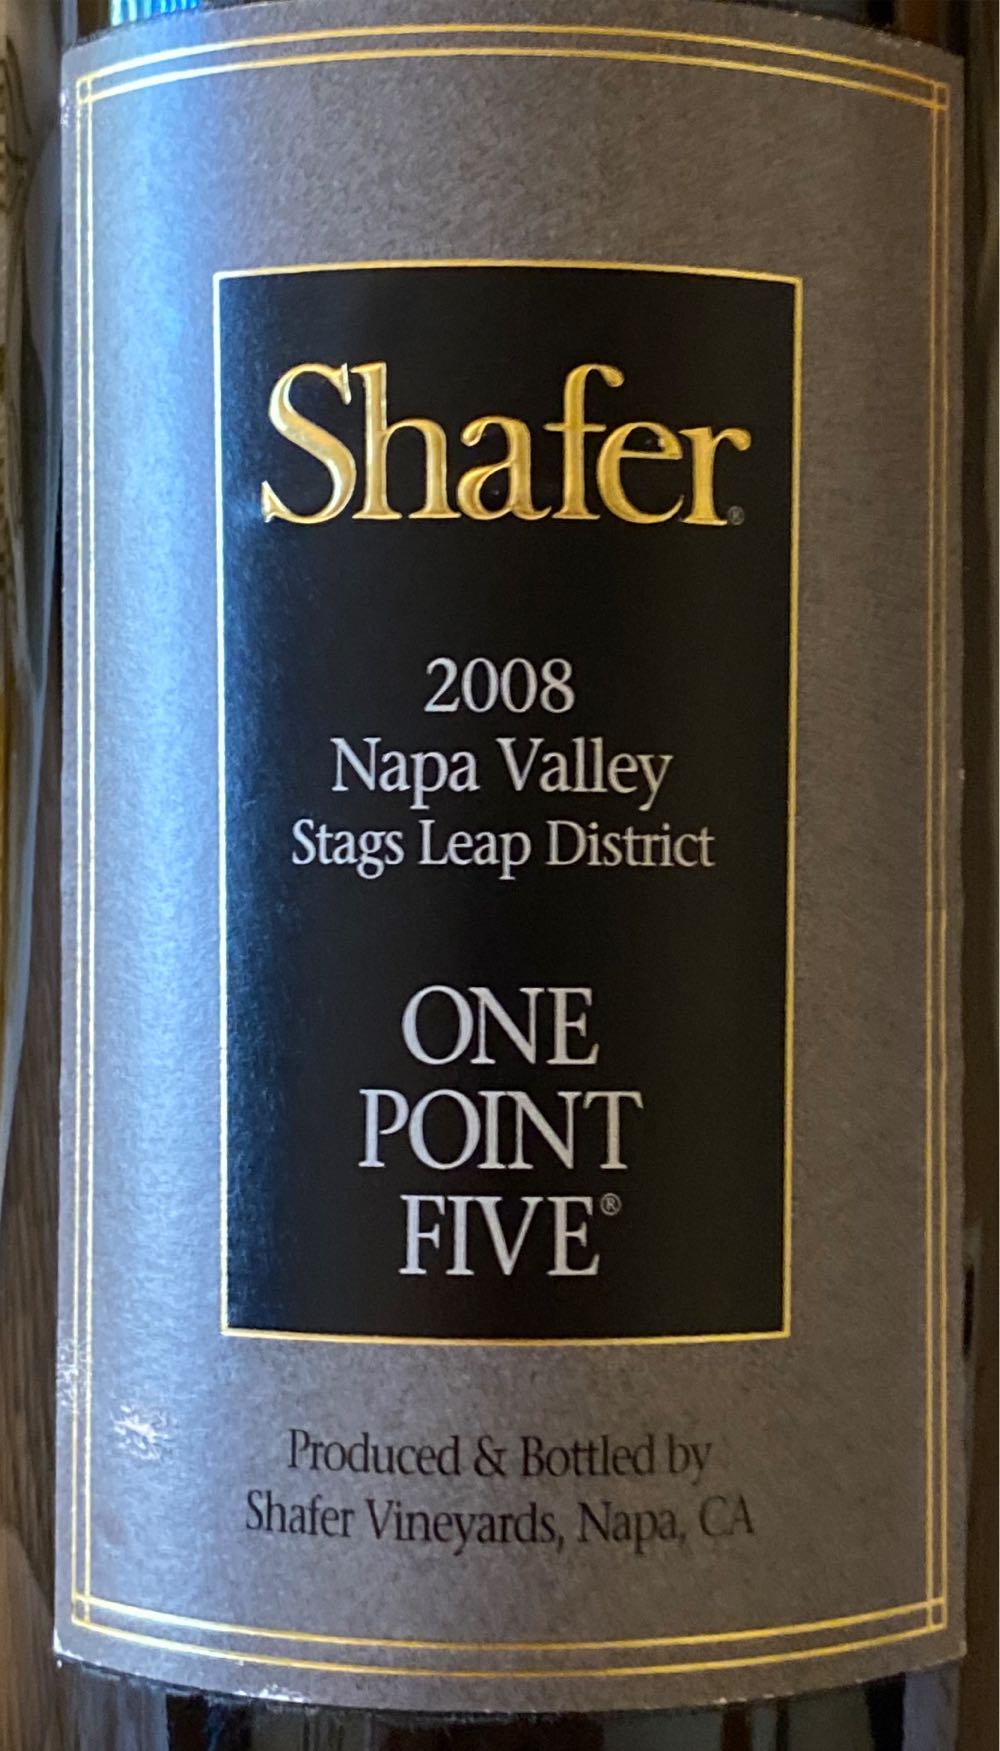 Shafer®
2008
Napa Valley
Stags Leap District
ONE
POINT
FIVE®
Produced & Bottled by
Shafer Vineyards, Napa, CA